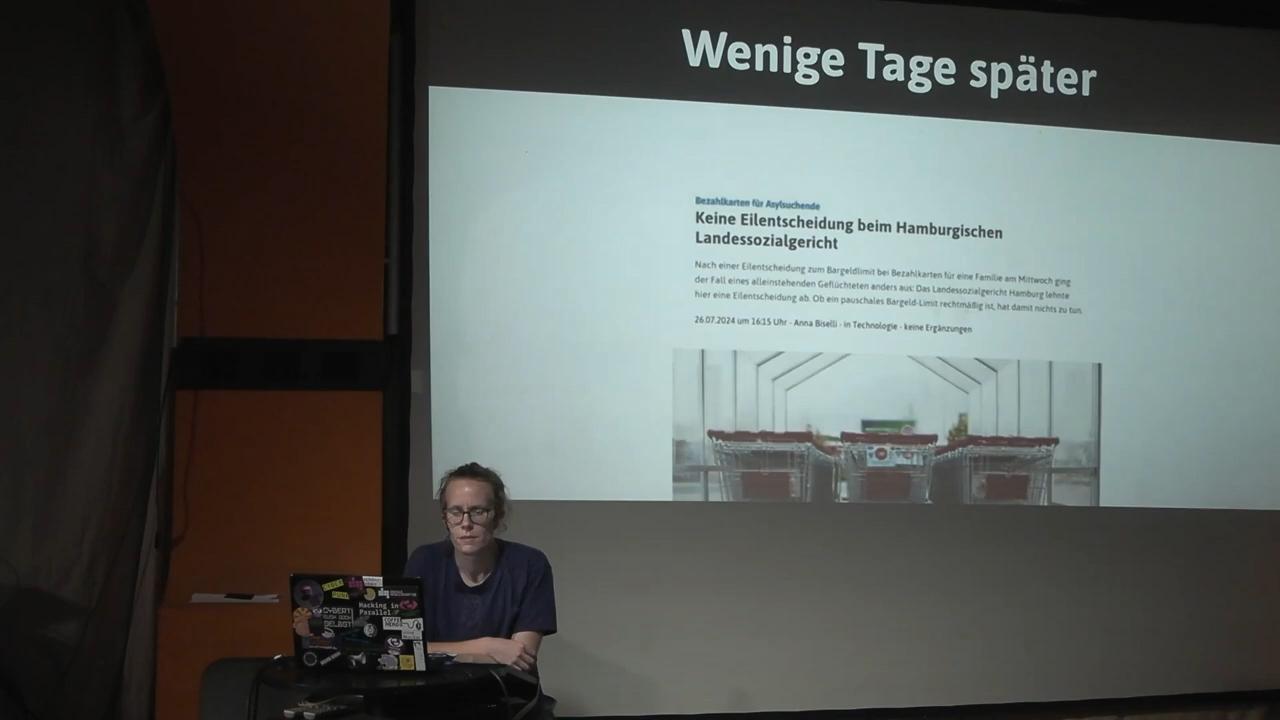 Wenige Tage später
Bezahlkarten für Asylsuchende
Keine Eilentscheidung beim Hamburgischen
Landessozialgericht
Nach einer Eilentscheidung zum Bargeldlimit bei Bezahlkarten für eine Familie am Mittwoch ging
der Fall eines alleinstehenden Geflüchteten anders aus: Das Landessozialgericht Hamburg lehnte
hier eine Eilentscheidung ab. Ob ein pauschales Bargeld-Limit rechtmäßig ist, hat damit nichts zu tun.
26.07.2024 um 16:15 Uhr - Anna Biselli - in Technologie - keine Ergänzungen
Hacking in
Parallel